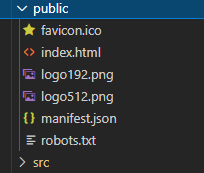 public
favicon.ico
index.html
logo192.png
logo512.png
manifest.json
robots.txt
src